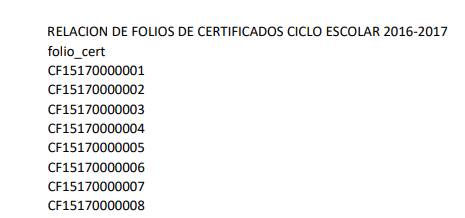 RELACION DE FOLIOS DE CERTIFICADOS CICLO ESCOLAR 2016-2017
folio_cert
CF15170000001
CF15170000002
CF15170000003
CF15170000004
CF15170000005
CF15170000006
CF15170000007
CF15170000008